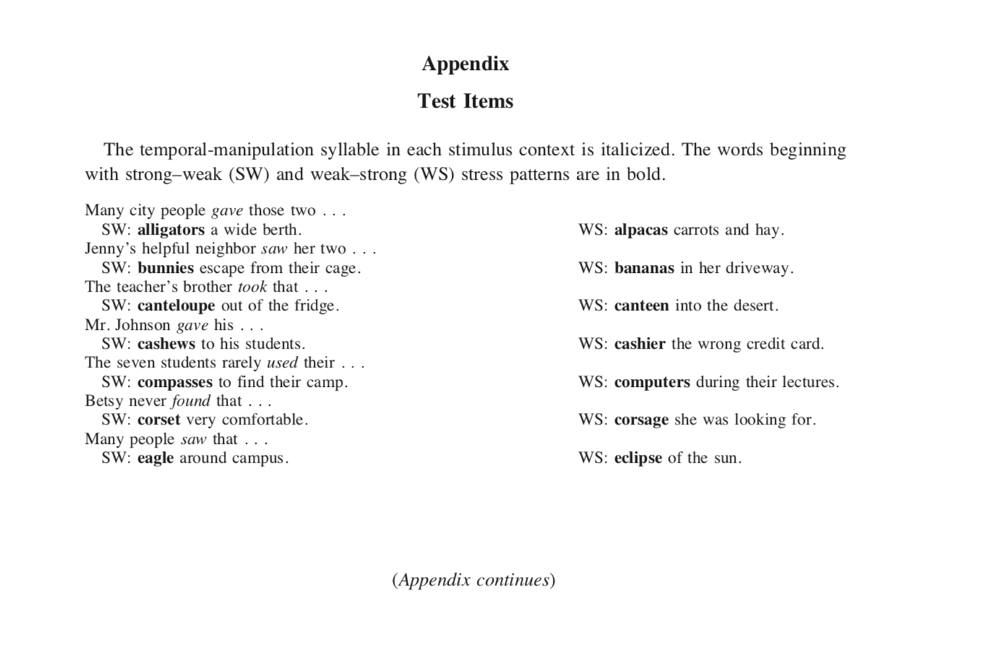 Appendix
Test Items
The temporal-manipulation syllable in each stimulus context is italicized. The words beginning
with strong–weak (SW) and weak–strong (WS) stress patterns are in bold.
Many city people gave those two . . .
SW: alligators a wide berth. WS: alpacas carrots and hay.
Jenny’s helpful neighbor saw her two . . .
SW: bunnies escape from their cage. WS: bananas in her driveway.
The teacher’s brother took that . . .
SW: canteloupe out of the fridge. WS: canteen into the desert.
Mr. Johnson gave his . . .
SW: cashews to his students. WS: cashier the wrong credit card.
The seven students rarely used their . . .
SW: compasses to find their camp. WS: computers during their lectures.
Betsy never found that . . .
SW: corset very comfortable. WS: corsage she was looking for.
Many people saw that . . .
SW: eagle around campus. WS: eclipse of the sun.
(Appendix continues)